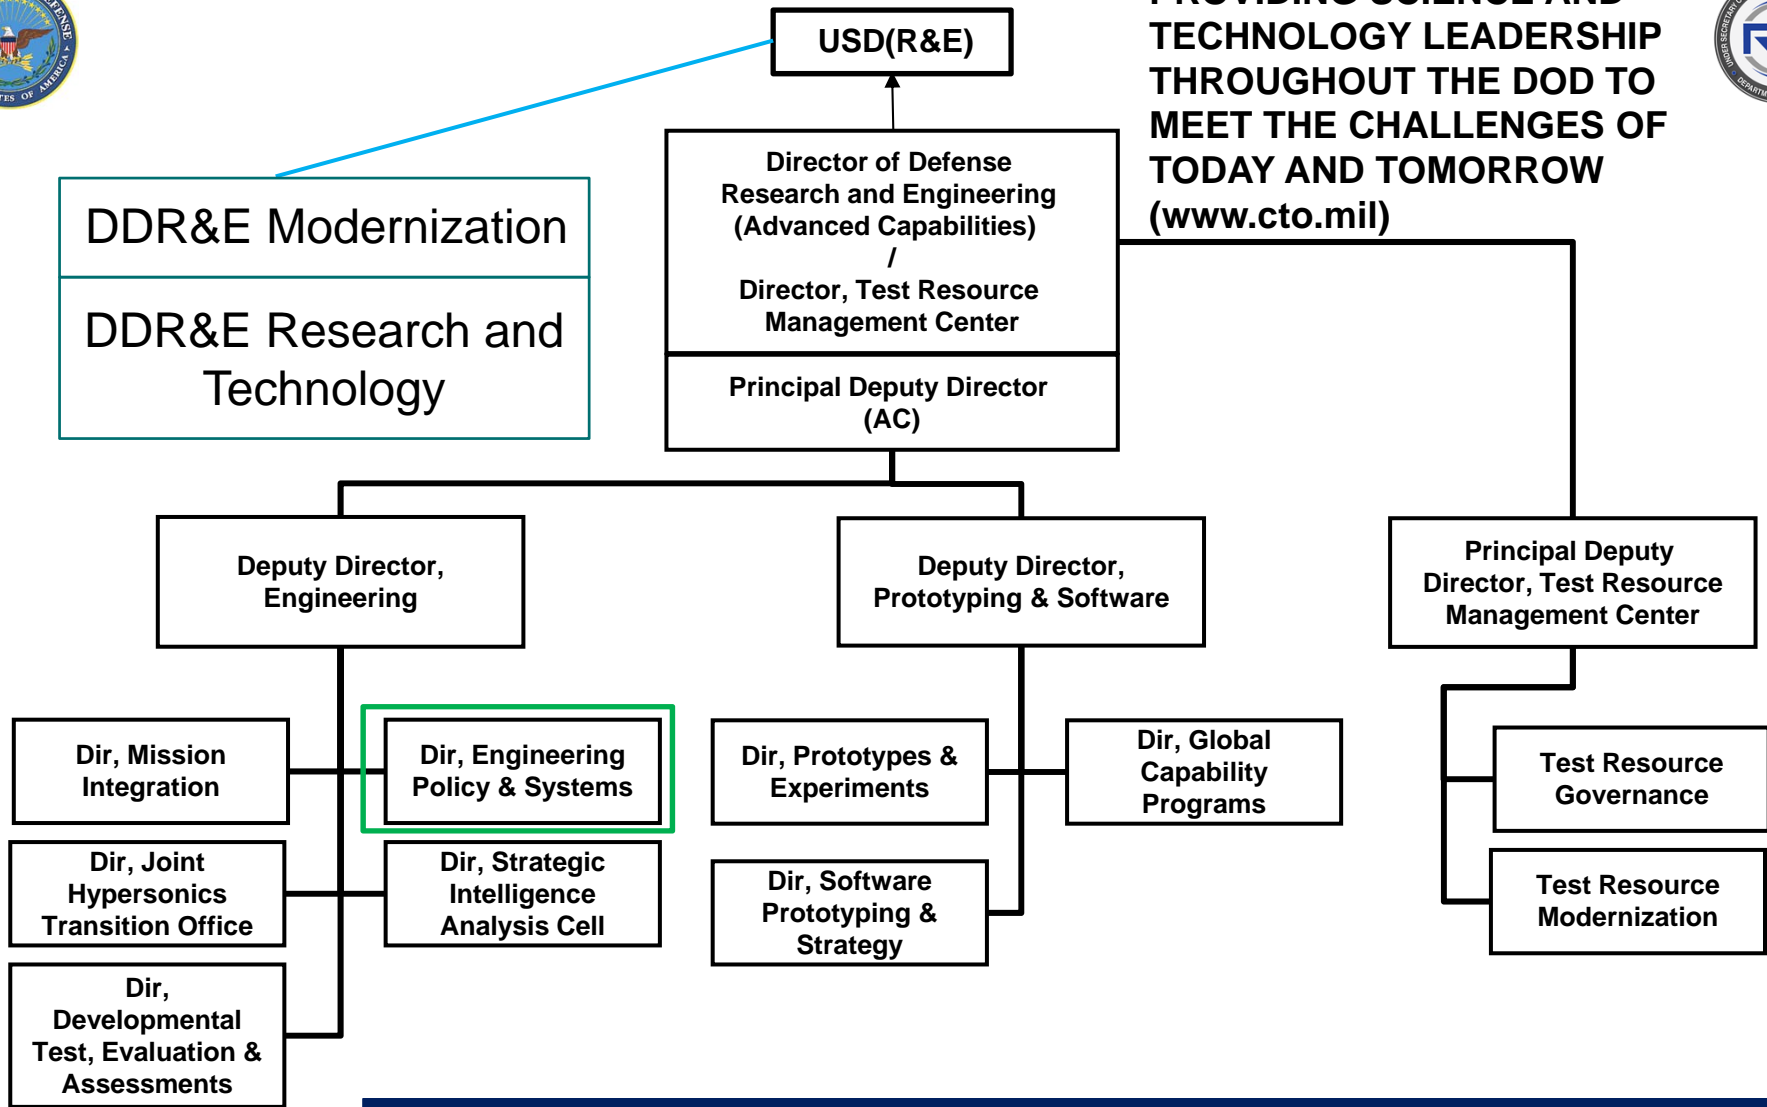 PROVIDING SCIENCE AND
TECHNOLOGY LEADERSHIP
THROUGHOUT THE DOD TO
MEET THE CHALLENGES OF
TODAY AND TOMORROW
(www.cto.mil)
USD(R&E)
DDR&E Modernization
DDR&E Research and
Technology
Director of Defense
Research and Engineering
(Advanced Capabilities)
/
Director, Test Resource
Management Center
Principal Deputy Director
(AC)
Deputy Director,
Engineering
Deputy Director,
Prototyping & Software
Principal Deputy
Director, Test Resource
Management Center
Dir, Mission
Integration
Dir, Engineering
Policy & Systems
Dir, Joint
Hypersonics
Transition Office
Dir, Strategic
Intelligence
Analysis Cell
Dir,
Developmental
Test, Evaluation &
Assessments
Dir, Prototypes &
Experiments
Dir, Global
Capability
Programs
Dir, Software
Prototyping &
Strategy
Test Resource
Governance
Test Resource
Modernization